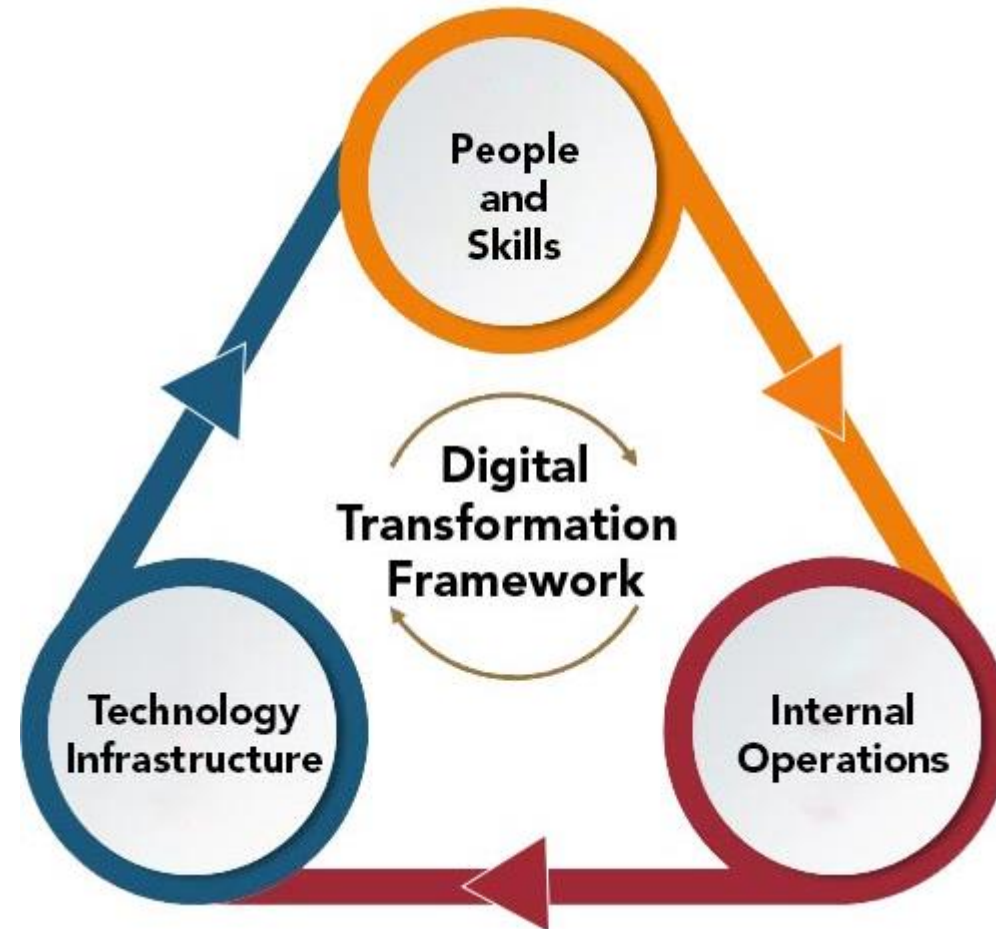 People
and
Skills
Digital
Transformation
Framework
Technology
Infrastructure
Internal
Operations